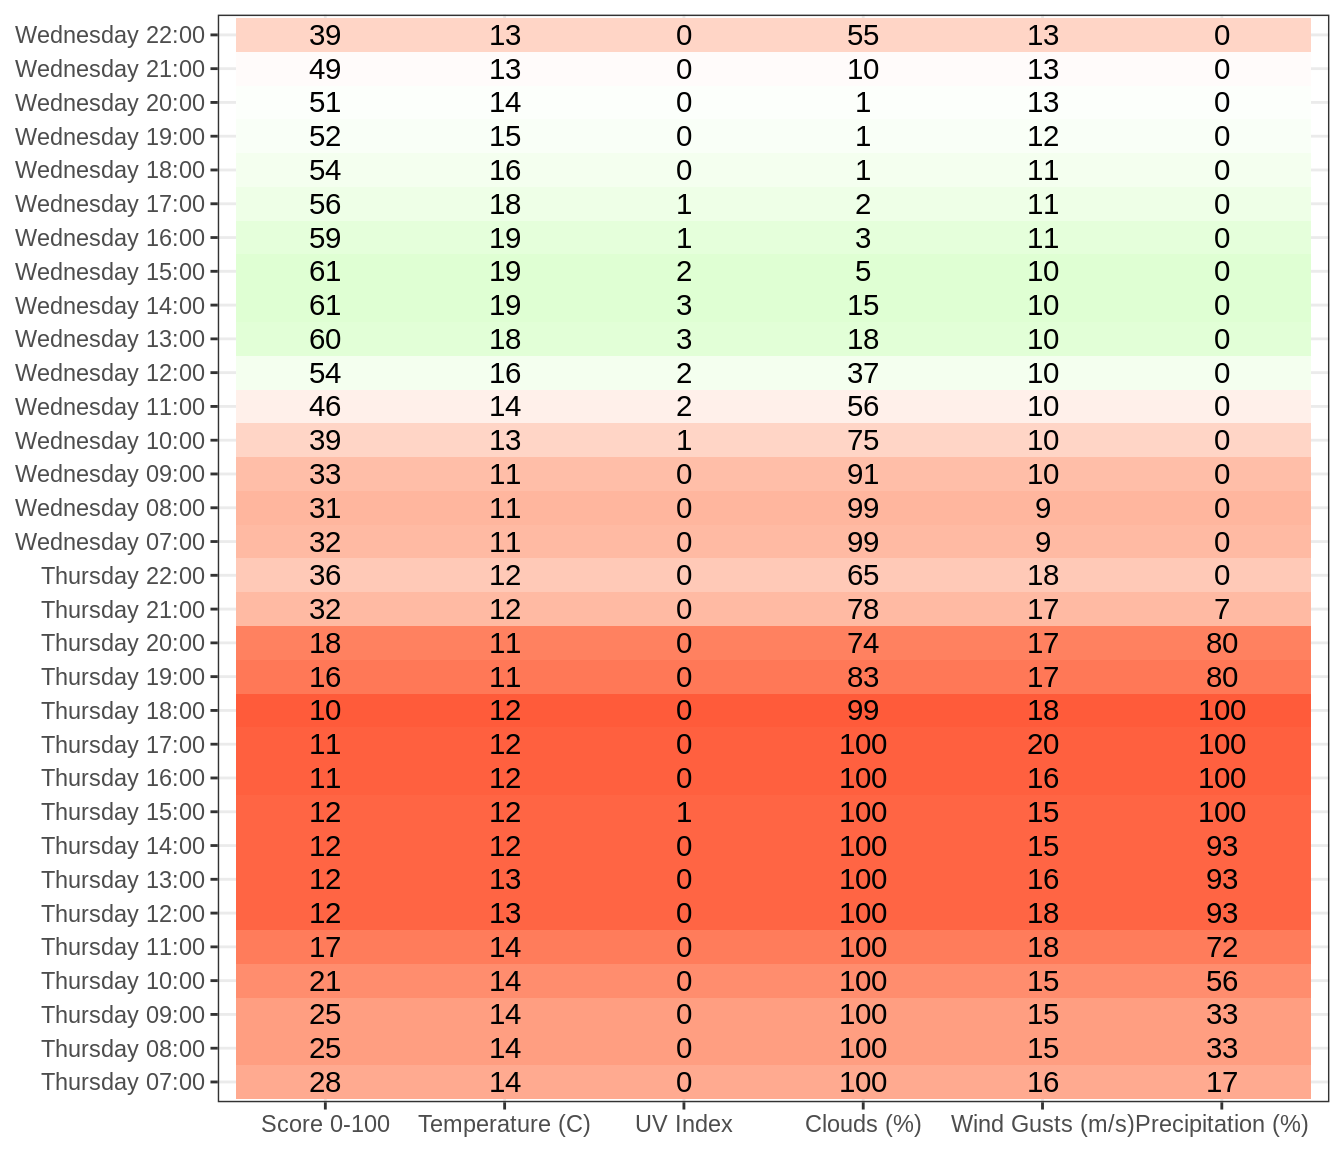 Wednesday 22:00 39 13 0 55 13 0
Wednesday 21:00 49 13 0 10 13 0
Wednesday 20:00 51 14 0 1 13 0
Wednesday 19:00 52 15 0 1 12 0
Wednesday 18:00 54 16 0 1 11 0
Wednesday 17:00 56 18 1 2 11 0
Wednesday 16:00 59 19 1 3 11 0
Wednesday 15:00 61 19 2 5 10 0
Wednesday 14:00 61 19 3 15 10 0
Wednesday 13:00 60 18 3 18 10 0
Wednesday 12:00 54 16 2 37 10 0
Wednesday 11:00 46 14 2 56 10 0
Wednesday 10:00 39 13 1 75 10 0
Wednesday 09:00 33 11 0 91 10 0
Wednesday 08:00 31 11 0 99 9 0
Wednesday 07:00 32 11 0 99 9 0
Thursday 22:00 36 12 0 65 18 0
Thursday 21:00 32 12 0 78 17 7
Thursday 20:00 18 11 0 74 17 80
Thursday 19:00 16 11 0 83 17 80
Thursday 18:00 10 12 0 99 18 100
Thursday 17:00 11 12 0 100 20 100
Thursday 16:00 11 12 0 100 16 100
Thursday 15:00 12 12 1 100 15 100
Thursday 14:00 12 12 0 100 15 93
Thursday 13:00 12 13 0 100 16 93
Thursday 12:00 12 13 0 100 18 93
Thursday 11:00 17 14 0 100 18 72
Thursday 10:00 21 14 0 100 15 56
Thursday 09:00 25 14 0 100 15 33
Thursday 08:00 25 14 0 100 15 33
Thursday 07:00 28 14 0 100 16 17
Score 0-100 Temperature (C) UV Index Clouds (%) Wind Gusts (m/s) Precipitation (%)